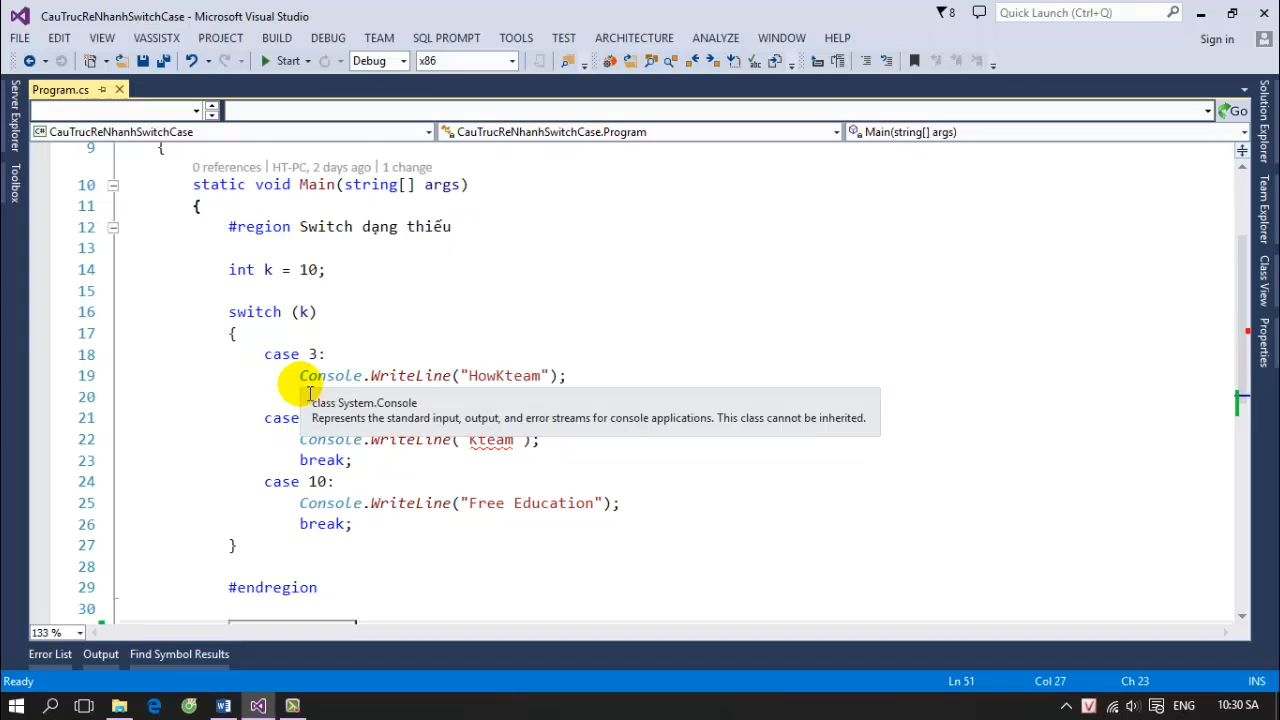 CauTrucReNhanhSwitchCase - Microsoft Visual Studio
8
Quick Launch (Ctrl+Q)
FILE EDIT VIEW VASSISTX PROJECT BUILD DEBUG TEAM SQL PROMPT TOOLS TEST ARCHITECTURE ANALYZE WINDOW HELP
Sign in
Start Debug x86
Program.cs
Go
CauTrucReNhanhSwitchCase CauTrucReNhanhSwitchCase.Program Main(string[] args)
Server Explorer
Toolbox
Solution Explorer
Team Explorer
Class View
Properties
9 {
0 references | HT-PC, 2 days ago | 1 change
10 static void Main(string[] args)
11 {
12 #region Switch dạng thiếu
13
14 int k = 10;
15
16 switch (k)
17 {
18 case 3:
19 Console.WriteLine("HowKteam");
20
class System.Console
Represents the standard input, output, and error streams for console applications. This class cannot be inherited.
21 case
22 Console.WriteLine( Kteam );
23 break;
24 case 10:
25 Console.WriteLine("Free Education");
26 break;
27 }
28
29 #endregion
30
133 %
Error List Output Find Symbol Results
Ready Ln 51 Col 27 Ch 23 INS
ENG 10:30 SA